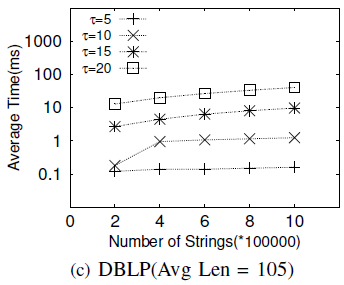 τ=5
τ=10
τ=15
τ=20
1000
100
10
1
0.1
Average Time(ms)
0 2 4 6 8 10
Number of Strings(*100000)
(c) DBLP(Avg Len = 105)